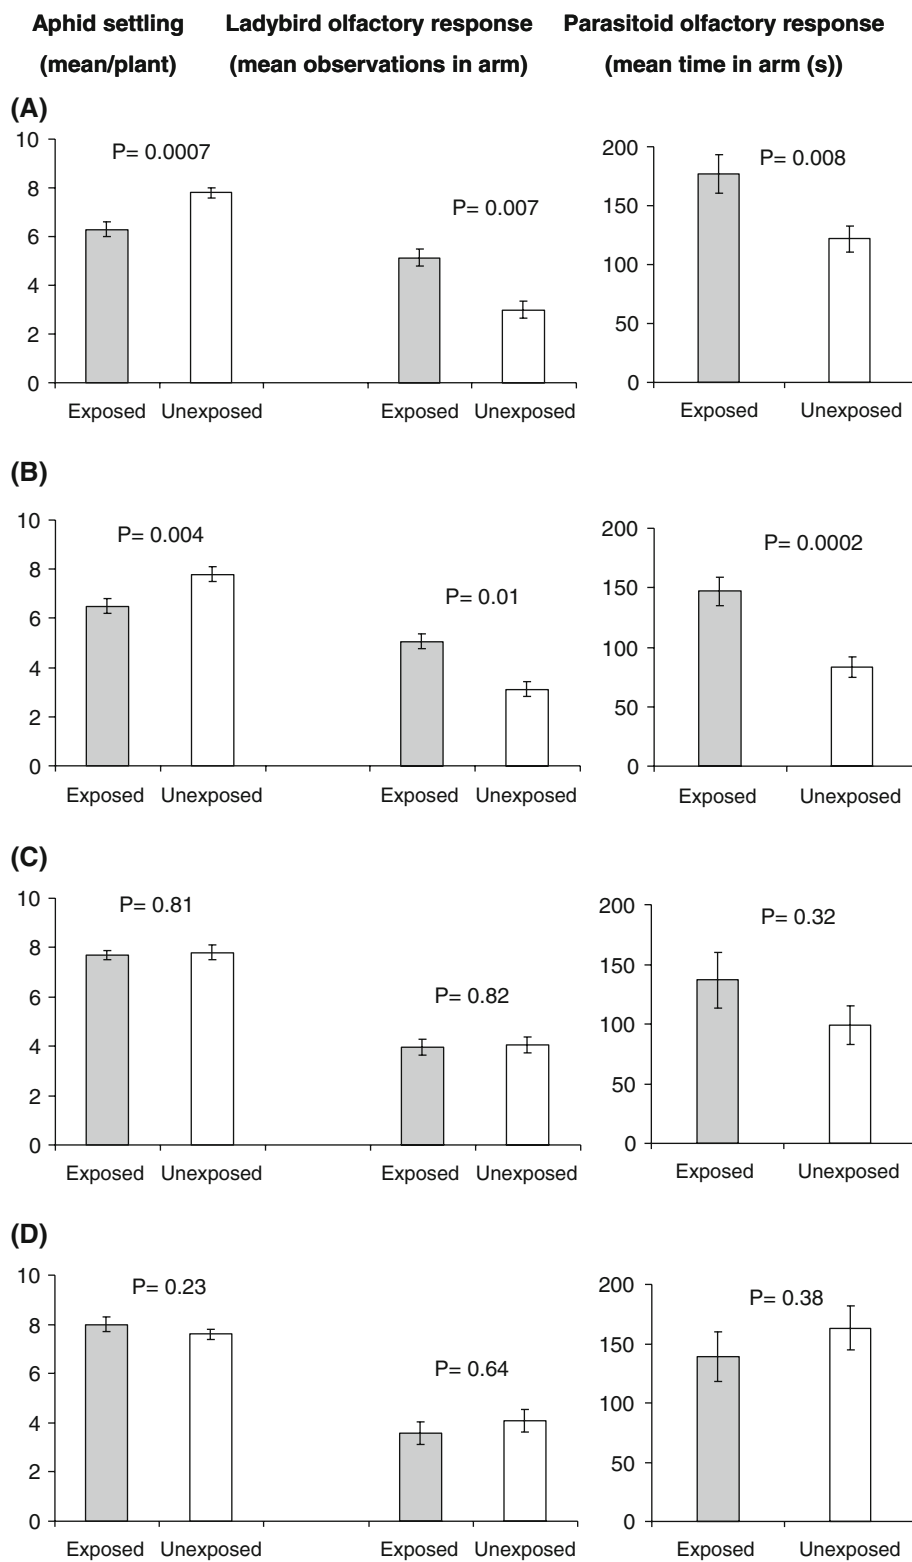 Aphid settling Ladybird olfactory response Parasitoid olfactory response
(mean/plant) (mean observations in arm) (mean time in arm (s))
(A)
10
8
6
4
2
0
P= 0.0007
P= 0.007
Exposed Unexposed Exposed Unexposed
200
150
100
50
0
P= 0.008
Exposed Unexposed
(B)
10
8
6
4
2
0
P= 0.004
P= 0.01
Exposed Unexposed Exposed Unexposed
200
150
100
50
0
P= 0.0002
Exposed Unexposed
(C)
10
8
6
4
2
0
P= 0.81
P= 0.82
Exposed Unexposed Exposed Unexposed
200
150
100
50
0
P= 0.32
Exposed Unexposed
(D)
10
8
6
4
2
0
P= 0.23
P= 0.64
Exposed Unexposed Exposed Unexposed
200
150
100
50
0
P= 0.38
Exposed Unexposed